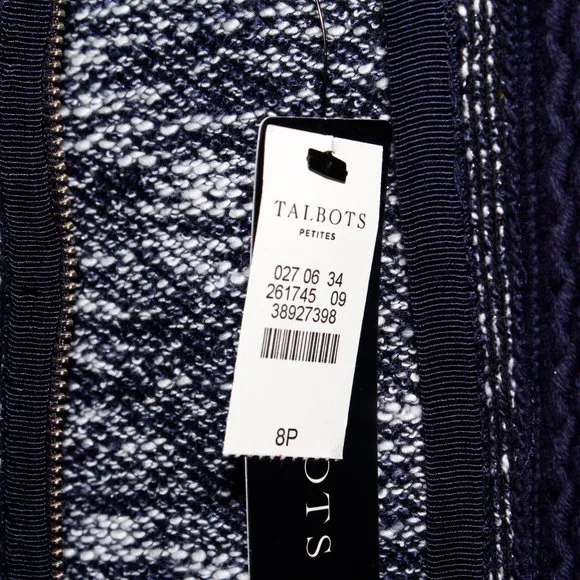 TALBOTS
PETITES
027 06 34
261745 09
38927398
8P
OTS